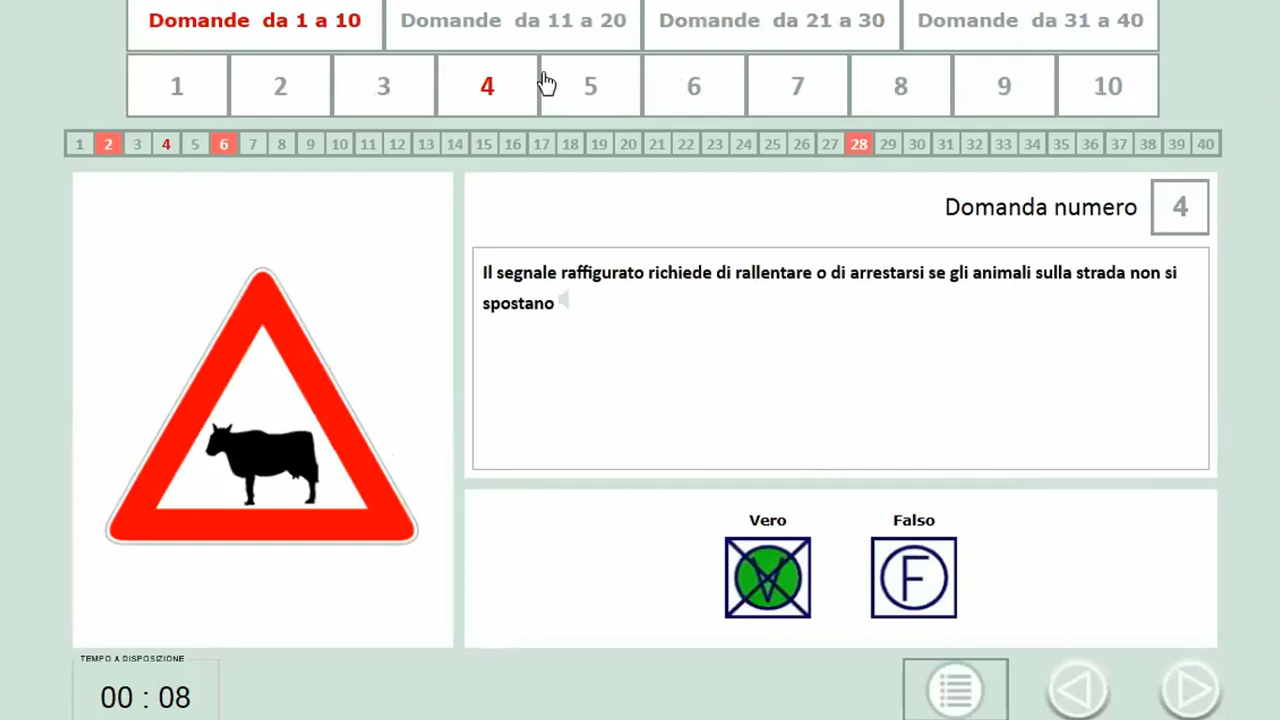 Domande da 1 a 10 Domande da 11 a 20 Domande da 21 a 30 Domande da 31 a 40
1 2 3 4 5 6 7 8 9 10
1 2 3 4 5 6 7 8 9 10 11 12 13 14 15 16 17 18 19 20 21 22 23 24 25 26 27 28 29 30 31 32 33 34 35 36 37 38 39 40
Domanda numero 4
Il segnale raffigurato richiede di rallentare o di arrestarsi se gli animali sulla strada non si
spostano
Vero Falso
V F
TEMPO A DISPOSIZIONE
00 : 08